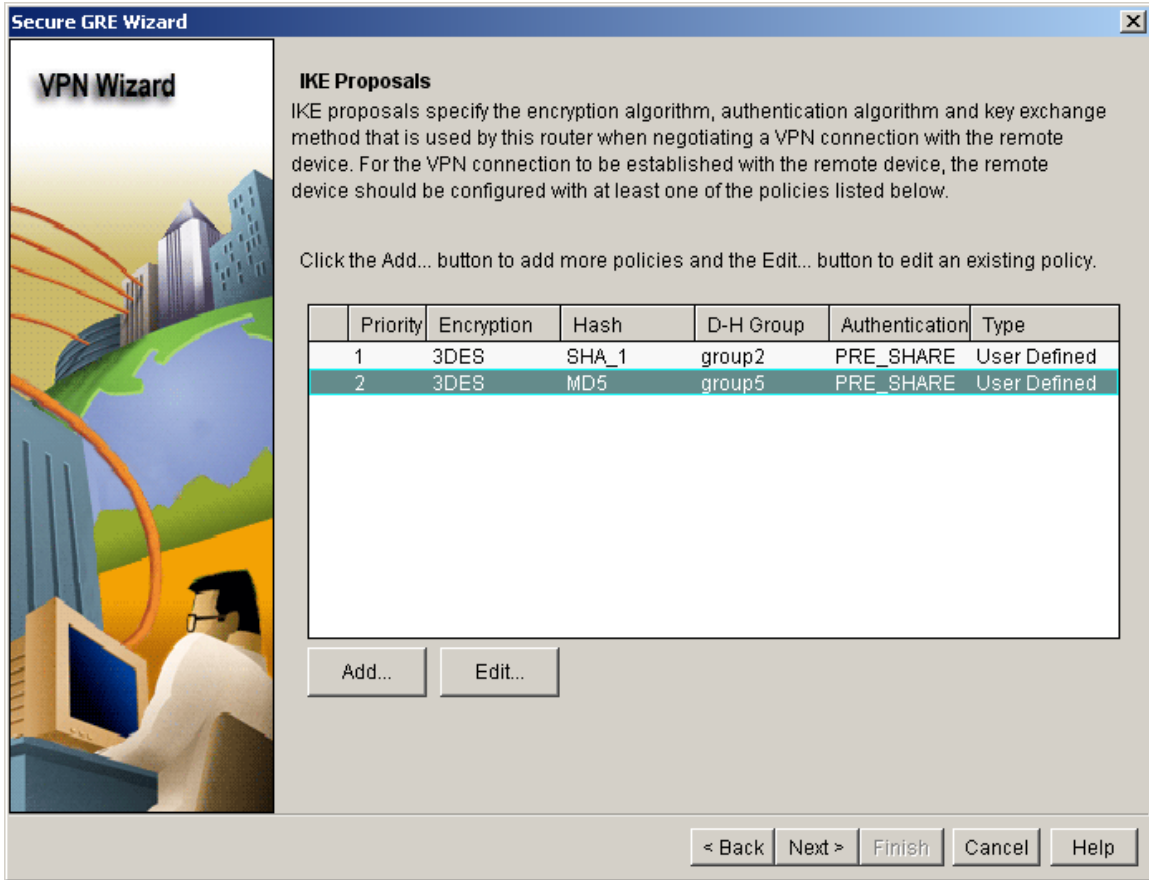 Secure GRE Wizard
VPN Wizard
IKE Proposals
IKE proposals specify the encryption algorithm, authentication algorithm and key exchange
method that is used by this router when negotiating a VPN connection with the remote
device. For the VPN connection to be established with the remote device, the remote
device should be configured with at least one of the policies listed below.
Click the Add... button to add more policies and the Edit... button to edit an existing policy.
Priority Encryption Hash D-H Group Authentication Type
1 3DES SHA_1 group2 PRE_SHARE User Defined
2 3DES MD5 group5 PRE_SHARE User Defined
Add... Edit...
< Back Next > Finish Cancel Help